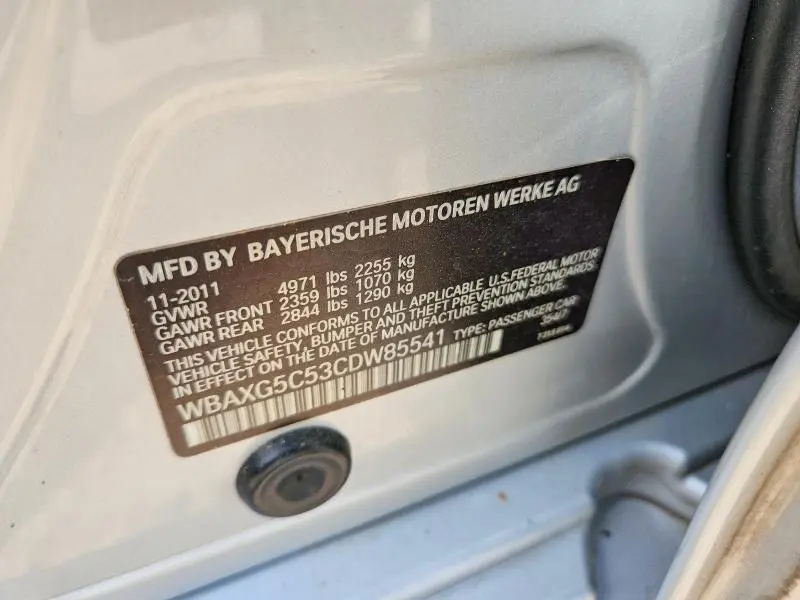 MFD BY BAYERISCHE MOTOREN WERKE AG
11-2011
GVWR 4971 lbs 2255 kg
GAWR FRONT 2359 lbs 1070 kg
GAWR REAR 2844 lbs 1290 kg
THIS VEHICLE CONFORMS TO ALL APPLICABLE U.S.FEDERAL MOTOR
VEHICLE SAFETY, BUMPER AND THEFT PREVENTION STANDARDS
IN EFFECT ON THE DATE OF MANUFACTURE SHOWN ABOVE.
WBAXG5C53CDW85541 TYPE: PASSENGER CAR
354/7